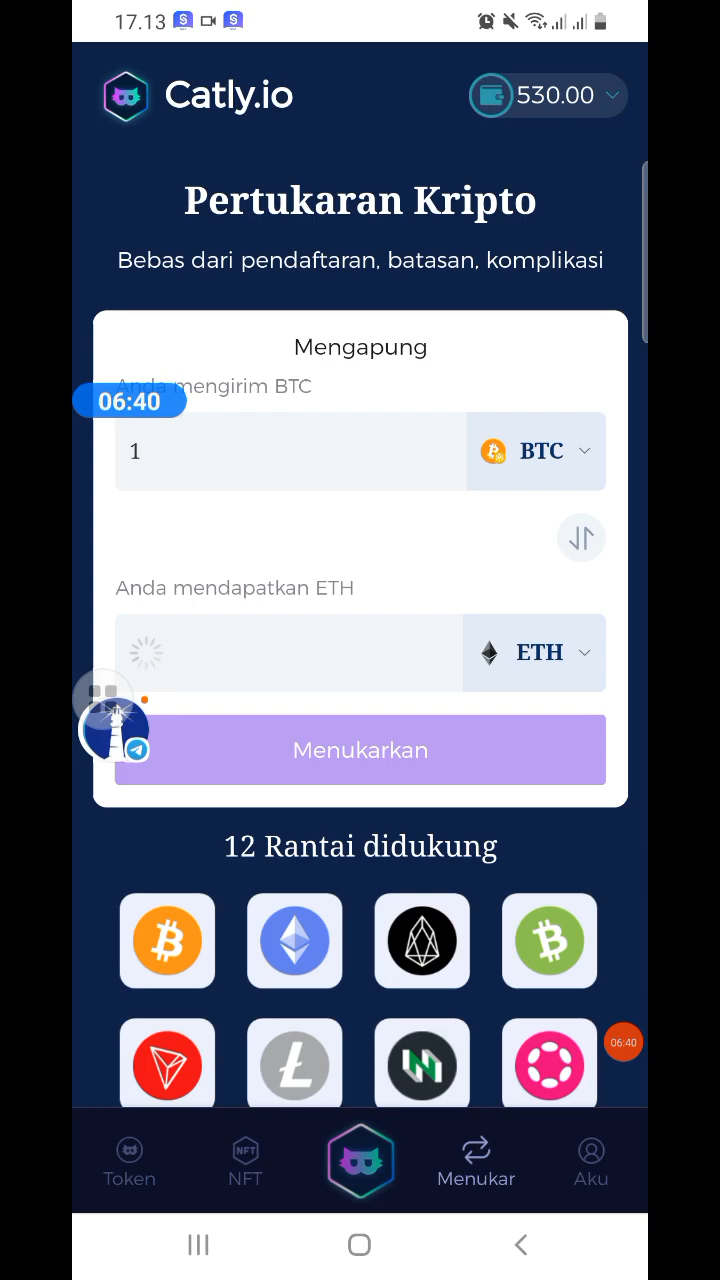 17.13
Catly.io
530.00
Pertukaran Kripto
Bebas dari pendaftaran, batasan, komplikasi
Mengapung
Anda mengirim BTC
06:40
1
BTC
Anda mendapatkan ETH
ETH
Menukarkan
12 Rantai didukung
06:40
NFT
Token
NFT
Menukar
Aku